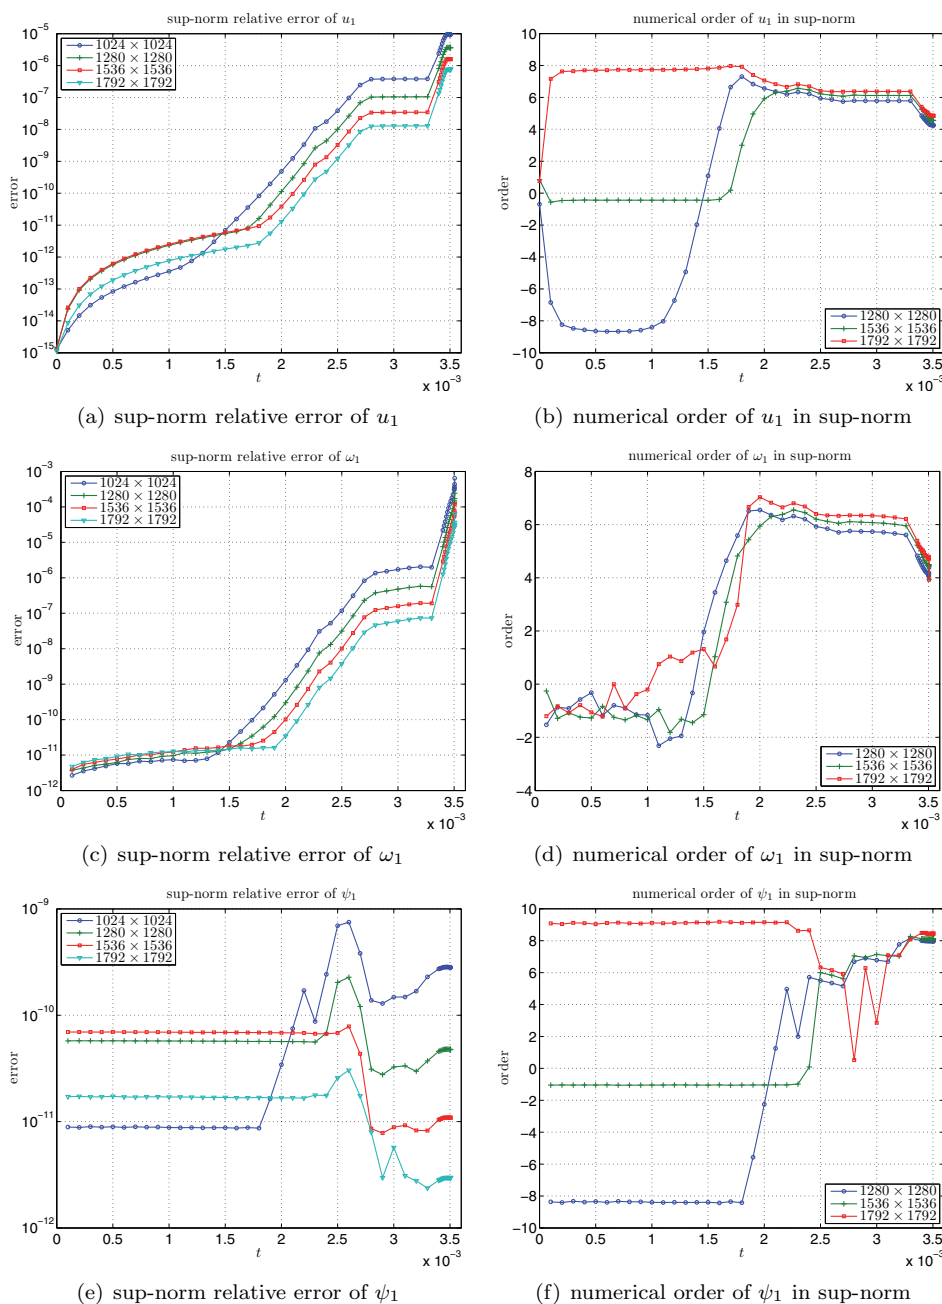 sup-norm relative error of u₁
10⁻⁵
10⁻⁶
10⁻⁷
10⁻⁸
10⁻⁹
10⁻¹⁰
10⁻¹¹
10⁻¹²
10⁻¹³
10⁻¹⁴
10⁻¹⁵
error
1024 × 1024
1280 × 1280
1536 × 1536
1792 × 1792
0 0.5 1 1.5 2 2.5 3 3.5
t
x 10⁻³
(a) sup-norm relative error of u₁
numerical order of u₁ in sup-norm
10
8
6
4
2
0
−2
−4
−6
−8
−10
order
1280 × 1280
1536 × 1536
1792 × 1792
0 0.5 1 1.5 2 2.5 3 3.5
t
x 10⁻³
(b) numerical order of u₁ in sup-norm
sup-norm relative error of ω₁
10⁻³
10⁻⁴
10⁻⁵
10⁻⁶
10⁻⁷
10⁻⁸
10⁻⁹
10⁻¹⁰
10⁻¹¹
10⁻¹²
error
1024 × 1024
1280 × 1280
1536 × 1536
1792 × 1792
0 0.5 1 1.5 2 2.5 3 3.5
t
x 10⁻³
(c) sup-norm relative error of ω₁
numerical order of ω₁ in sup-norm
8
6
4
2
0
−2
−4
order
1280 × 1280
1536 × 1536
1792 × 1792
0 0.5 1 1.5 2 2.5 3 3.5
t
x 10⁻³
(d) numerical order of ω₁ in sup-norm
sup-norm relative error of ψ₁
10⁻⁹
10⁻¹⁰
10⁻¹¹
10⁻¹²
error
1024 × 1024
1280 × 1280
1536 × 1536
1792 × 1792
0 0.5 1 1.5 2 2.5 3 3.5
t
x 10⁻³
(e) sup-norm relative error of ψ₁
numerical order of ψ₁ in sup-norm
10
8
6
4
2
0
−2
−4
−6
−8
−10
order
1280 × 1280
1536 × 1536
1792 × 1792
0 0.5 1 1.5 2 2.5 3 3.5
t
x 10⁻³
(f) numerical order of ψ₁ in sup-norm